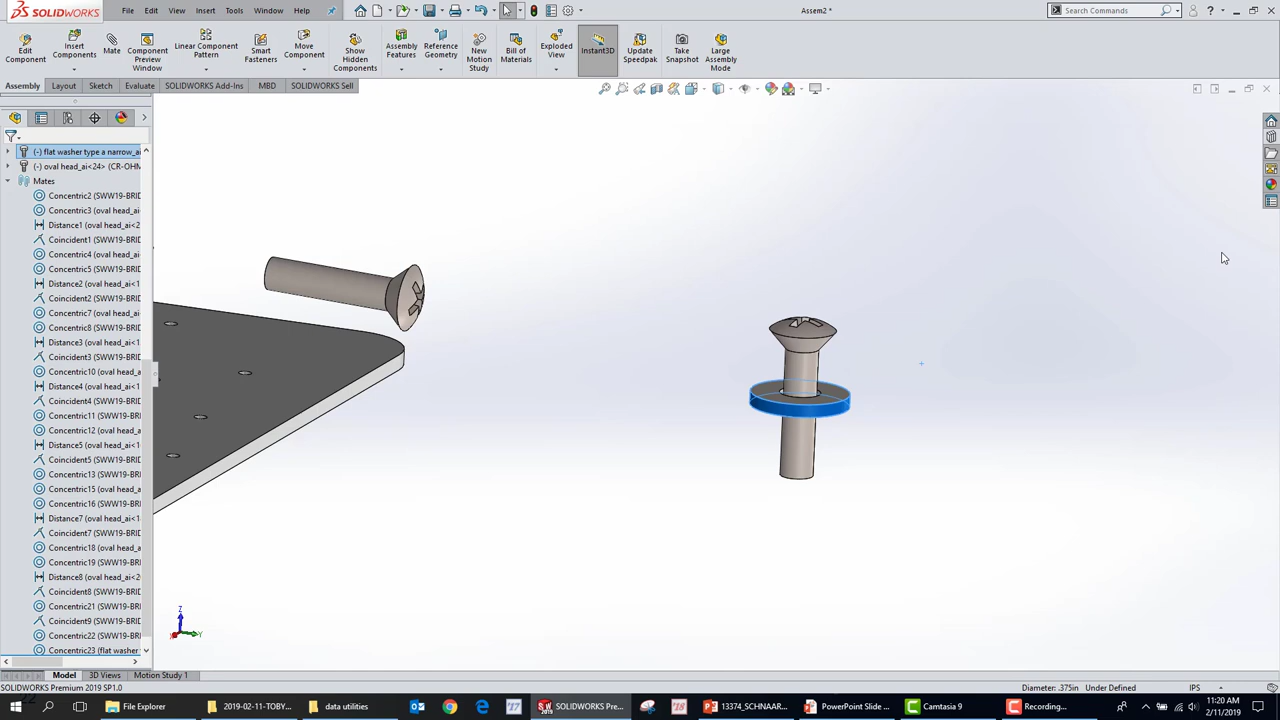 SOLIDWORKS
File
Edit
View
Insert
Tools
Window
Help
Assem2 *
Search Commands
Edit
Component
Insert
Components
Mate
Component
Preview
Window
Linear Component
Pattern
Smart
Fasteners
Move
Component
Show
Hidden
Components
Assembly
Features
Reference
Geometry
New
Motion
Study
Bill of
Materials
Exploded
View
Instant3D
Update
Speedpak
Take
Snapshot
Large
Assembly
Mode
Assembly
Layout
Sketch
Evaluate
SOLIDWORKS Add-Ins
MBD
SOLIDWORKS Sell
(-) flat washer type a narrow_ai
(-) oval head_ai<24> (CR-OHM
Mates
Concentric2 (SWW19-BRID
Concentric3 (oval head_ai
Distance1 (oval head_ai<2
Coincident1 (SWW19-BRID
Concentric4 (oval head_ai
Concentric5 (SWW19-BRID
Distance2 (oval head_ai<1
Coincident2 (SWW19-BRID
Concentric7 (oval head_ai
Concentric8 (SWW19-BRID
Distance3 (oval head_ai<1
Coincident3 (SWW19-BRID
Concentric10 (oval head_ai
Distance4 (oval head_ai<1
Coincident4 (SWW19-BRID
Concentric11 (SWW19-BRI
Concentric12 (oval head_ai
Distance5 (oval head_ai<1
Coincident5 (SWW19-BRID
Concentric13 (SWW19-BRI
Concentric15 (oval head_ai
Concentric16 (SWW19-BRI
Distance7 (oval head_ai<1
Coincident7 (SWW19-BRID
Concentric18 (oval head_ai
Concentric19 (SWW19-BRI
Distance8 (oval head_ai<2
Coincident8 (SWW19-BRID
Concentric21 (SWW19-BRI
Coincident9 (SWW19-BRID
Concentric22 (SWW19-BRI
Concentric23 (flat washer
Z
X
Y
Model
3D Views
Motion Study 1
SOLIDWORKS Premium 2019 SP1.0
Diameter: .375in
Under Defined
IPS
22
File Explorer
2019-02-11-TOBY...
data utilities
SOLIDWORKS Pre...
13374_SCHNAAR...
PowerPoint Slide ...
Camtasia 9
Recording...
11:20 AM
2/11/2019